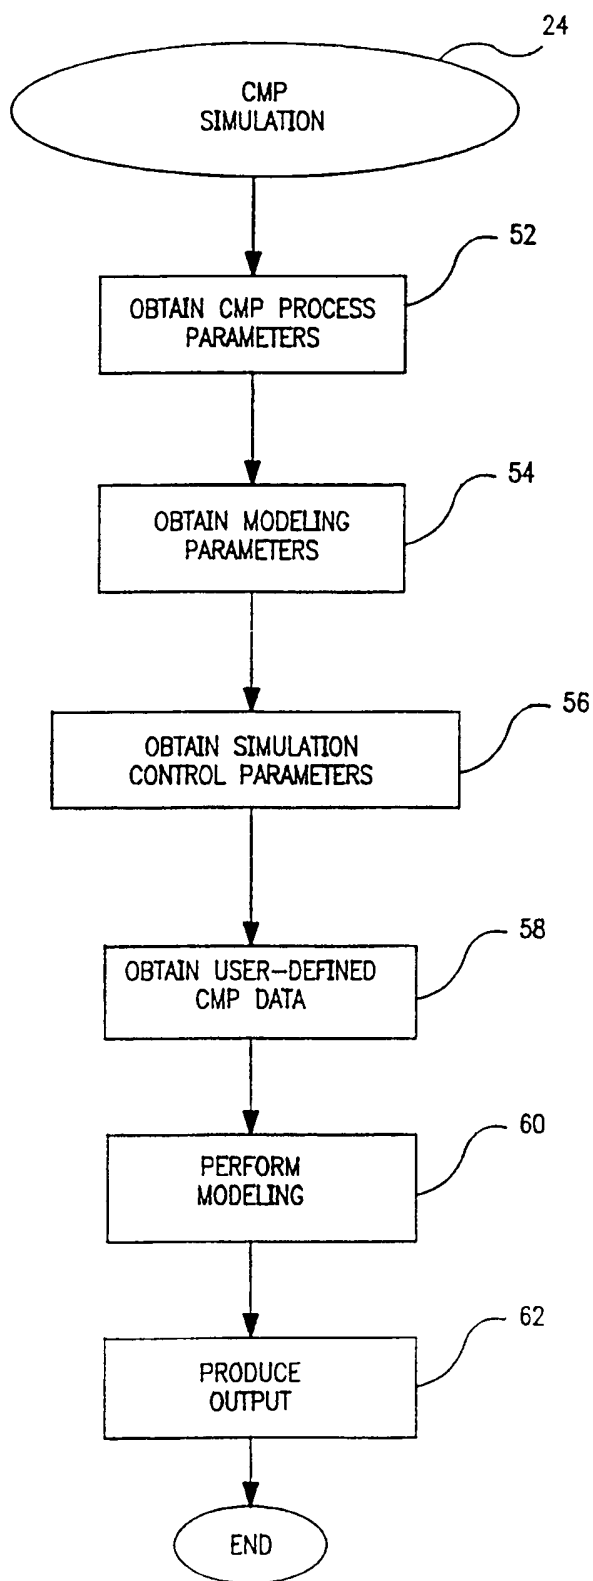 24
CMP
SIMULATION
52
OBTAIN CMP PROCESS
PARAMETERS
54
OBTAIN MODELING
PARAMETERS
56
OBTAIN SIMULATION
CONTROL PARAMETERS
58
OBTAIN USER-DEFINED
CMP DATA
60
PERFORM
MODELING
62
PRODUCE
OUTPUT
END